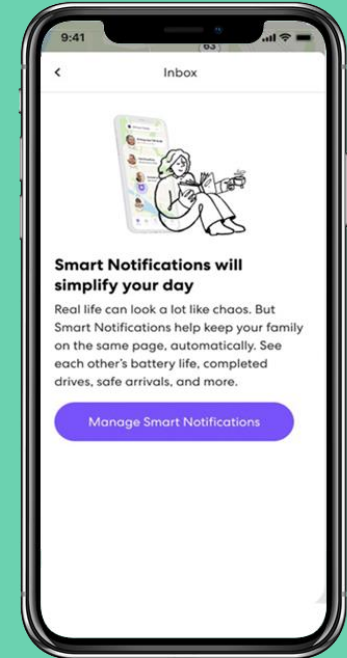 9:41
63
Inbox
Smart Notifications will
simplify your day
Real life can look a lot like chaos. But
Smart Notifications help keep your family
on the same page, automatically. See
each other's battery life, completed
drives, safe arrivals, and more.
Manage Smart Notifications